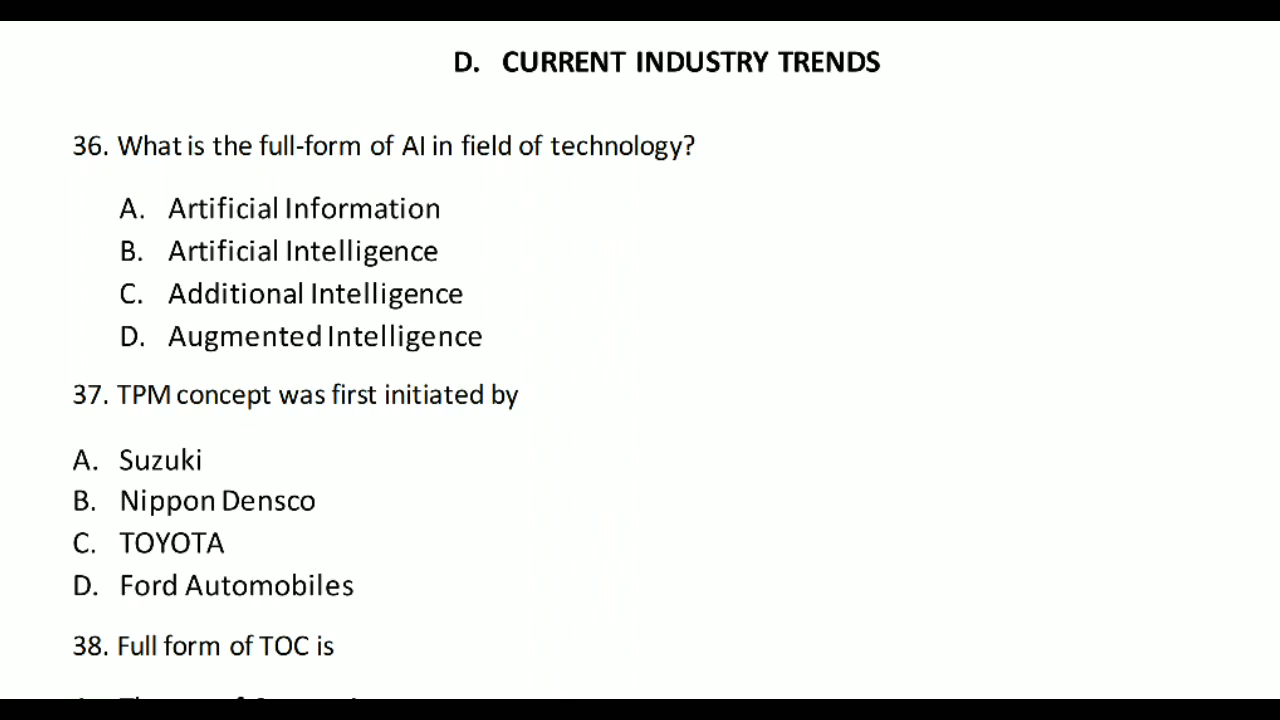 D. CURRENT INDUSTRY TRENDS
36. What is the full-form of AI in field of technology?
A. Artificial Information
B. Artificial Intelligence
C. Additional Intelligence
D. Augmented Intelligence
37. TPM concept was first initiated by
A. Suzuki
B. Nippon Densco
C. TOYOTA
D. Ford Automobiles
38. Full form of TOC is